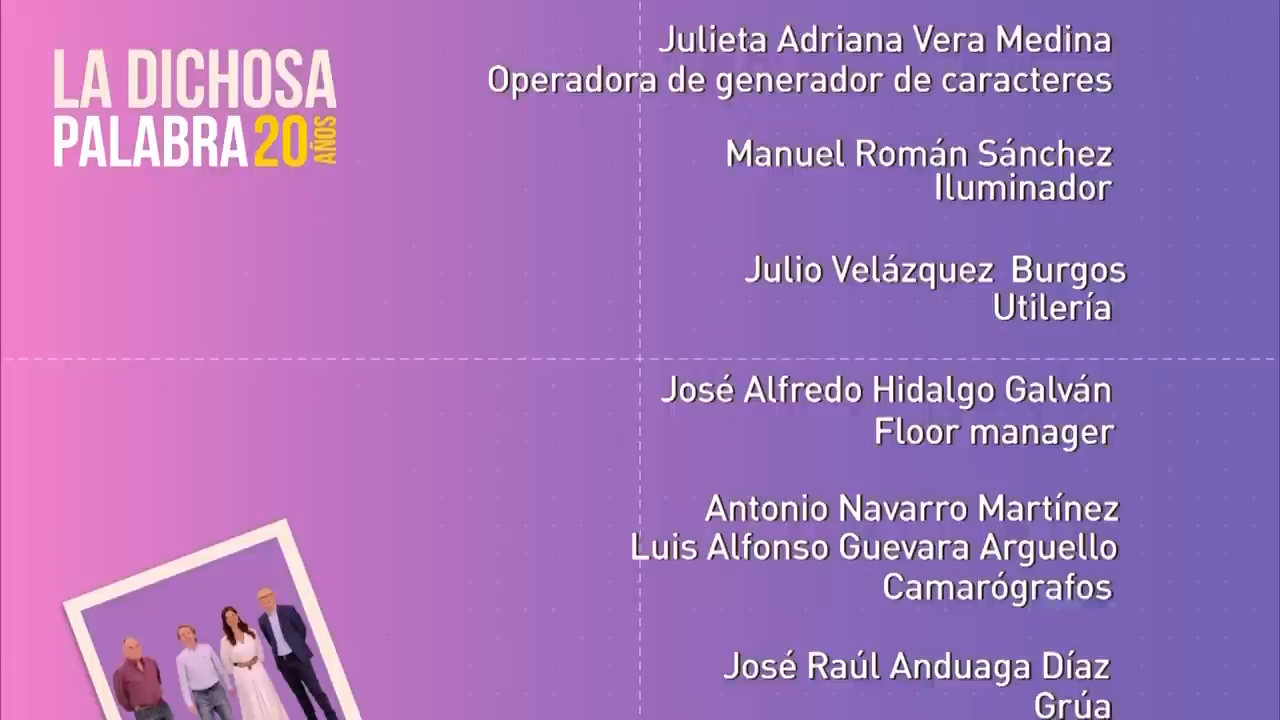 LA DICHOSA
PALABRA 20 AÑOS
Julieta Adriana Vera Medina
Operadora de generador de caracteres
Manuel Román Sánchez
Iluminador
Julio Velázquez Burgos
Utilería
José Alfredo Hidalgo Galván
Floor manager
Antonio Navarro Martínez
Luis Alfonso Guevara Arguello
Camarógrafos
José Raúl Anduaga Díaz
Grúa